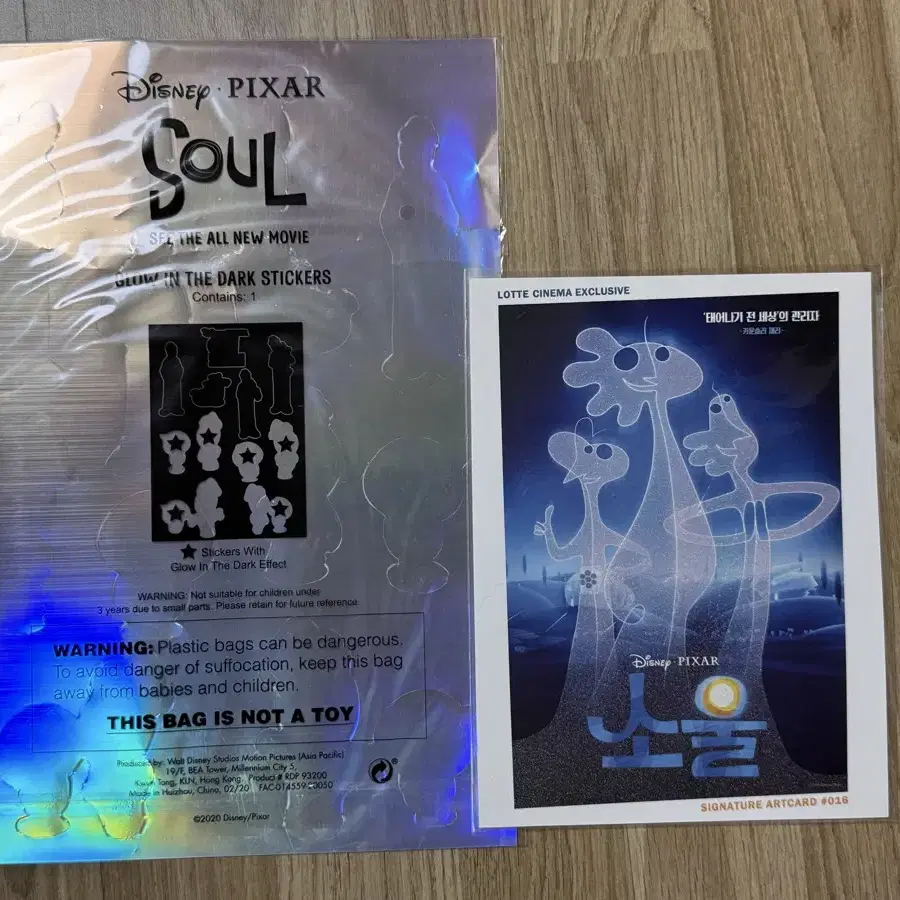 Disney · PIXAR
SOUL
SEE THE ALL NEW MOVIE
GLOW IN THE DARK STICKERS
Contains: 1
★ Stickers With
Glow In The Dark Effect
WARNING: Not suitable for children under
3 years due to small parts. Please retain for future reference
WARNING: Plastic bags can be dangerous.
To avoid danger of suffocation, keep this bag
away from babies and children.
THIS BAG IS NOT A TOY
Produced by: Walt Disney Studios Motion Pictures (Asia Pacific)
19/F, BEA Tower, Millennium City 5,
Kwun Tong, KLN, Hong Kong. Product # RDP 93200
Made in Huizhou, China, 02/20
©2020 Disney/Pixar
LOTTE CINEMA EXCLUSIVE
'태어나기 전 세상'의 관리자
-카운슬러 제리-
Disney · PIXAR
소울
SIGNATURE ARTCARD #016